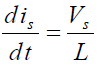 di_s/dt = V_s/L